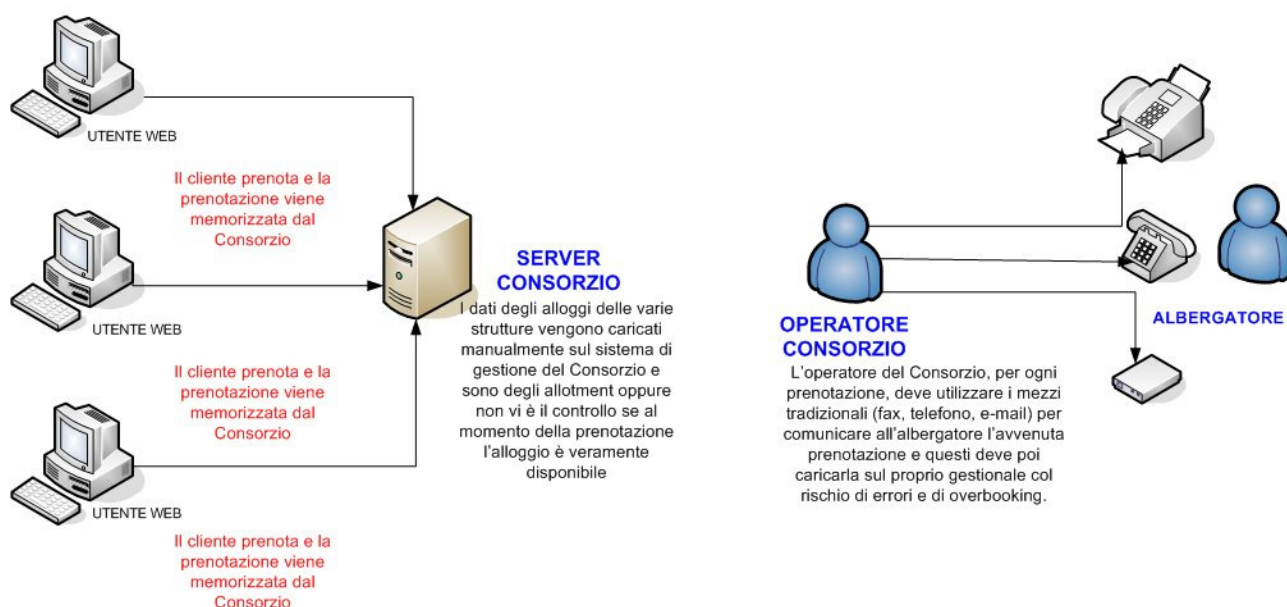 UTENTE WEB
Il cliente prenota e la
prenotazione viene
memorizzata dal
Consorzio
UTENTE WEB
Il cliente prenota e la
prenotazione viene
memorizzata dal
Consorzio
UTENTE WEB
Il cliente prenota e la
prenotazione viene
memorizzata dal
Consorzio
SERVER
CONSORZIO
I dati degli alloggi delle varie
strutture vengono caricati
manualmente sul sistema di
gestione del Consorzio e
sono degli allotment oppure
non vi è il controllo se al
momento della prenotazione
l'alloggio è veramente
disponibile
OPERATORE
CONSORZIO
L'operatore del Consorzio, per ogni
prenotazione, deve utilizzare i mezzi
tradizionali (fax, telefono, e-mail) per
comunicare all'albergatore l'avvenuta
prenotazione e questi deve poi
caricarla sul proprio gestionale col
rischio di errori e di overbooking.
ALBERGATORE